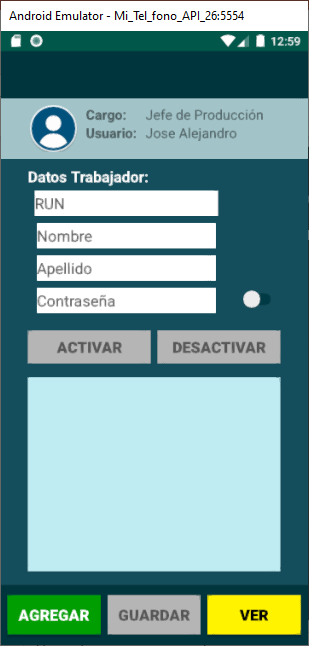 Android Emulator - Mi_Tel_fono_API_26:5554
12:59
Cargo: Jefe de Producción
Usuario: Jose Alejandro
Datos Trabajador:
RUN
Nombre
Apellido
Contraseña
ACTIVAR DESACTIVAR
AGREGAR GUARDAR VER